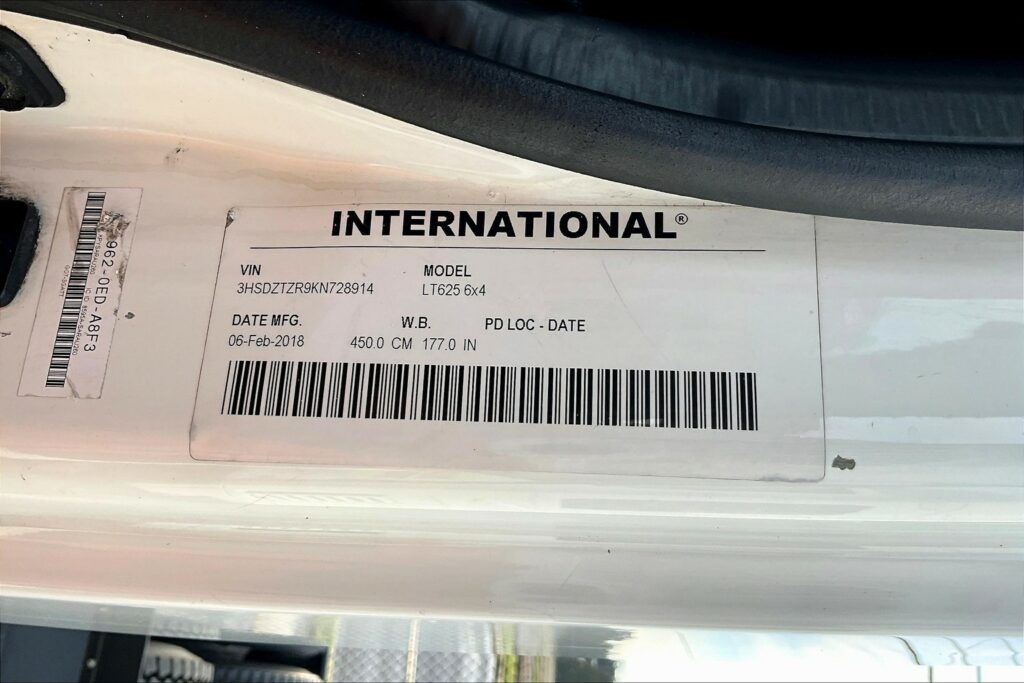 INTERNATIONAL®
VIN MODEL
3HSDZTZR9KN728914 LT625 6x4
DATE MFG. W.B. PD LOC - DATE
06-Feb-2018 450.0 CM 177.0 IN
962-0ED-A8F3